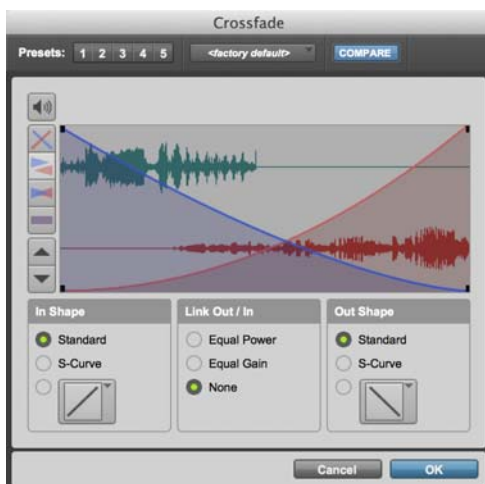 Crossfade
Presets: 1 2 3 4 5 <factory default> COMPARE
In Shape Link Out / In Out Shape
Standard Equal Power Standard
S-Curve Equal Gain S-Curve
None
Cancel OK